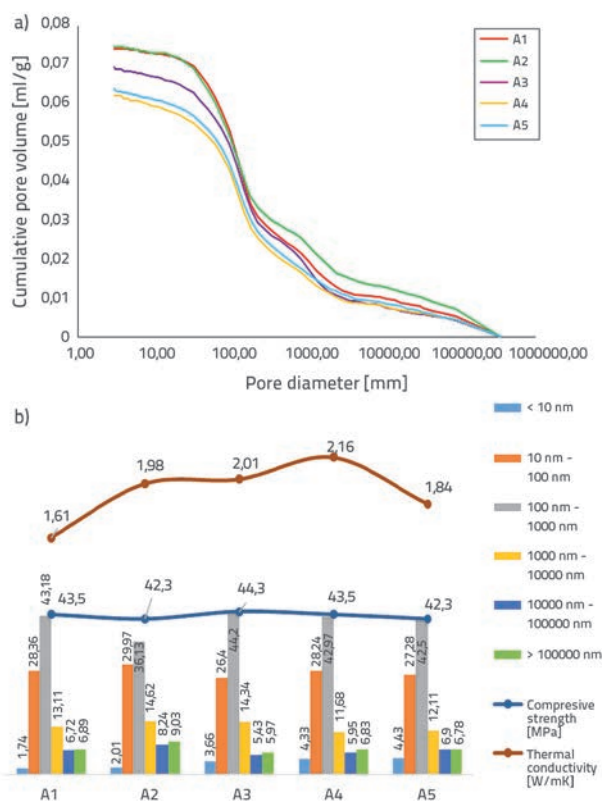 a)
0,08
0,07
0,06
0,05
0,04
0,03
0,02
0,01
0
Cumulative pore volume [ml/g]
1,00 10,00 100,00 1000,00 10000,00 100000,00 1000000,00
Pore diameter [mm]
A1
A2
A3
A4
A5
b)
1,61 1,98 2,01 2,16 1,84
43,5 42,3 44,3 43,5 42,3
1,74 28,36 43,18 13,11 6,72 6,89
2,01 29,97 36,13 14,62 8,24 9,03
3,66 26,4 44,2 14,34 5,43 5,97
4,33 28,24 42,97 11,68 5,95 6,83
4,43 27,28 42,5 12,11 6,9 6,78
A1 A2 A3 A4 A5
< 10 nm
10 nm -
100 nm
100 nm -
1000 nm
1000 nm -
10000 nm
10000 nm -
100000 nm
> 100000 nm
Compresive
strength
[MPa]
Thermal
conductivity
[W/mK]